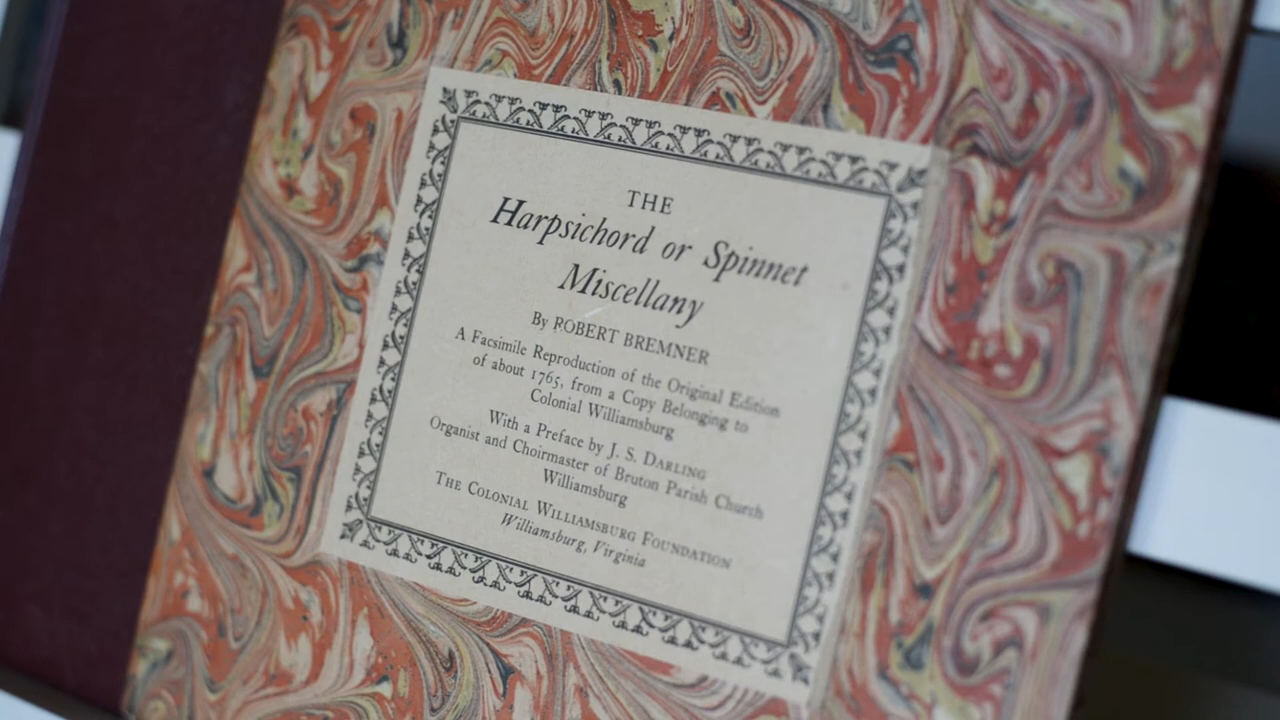 THE
Harpsichord or Spinnet
Miscellany
By ROBERT BREMNER
A Facsimile Reproduction of the Original Edition
of about 1765, from a Copy Belonging to
Colonial Williamsburg
With a Preface by J. S. DARLING
Organist and Choirmaster of Bruton Parish Church
Williamsburg
THE COLONIAL WILLIAMSBURG FOUNDATION
Williamsburg, Virginia